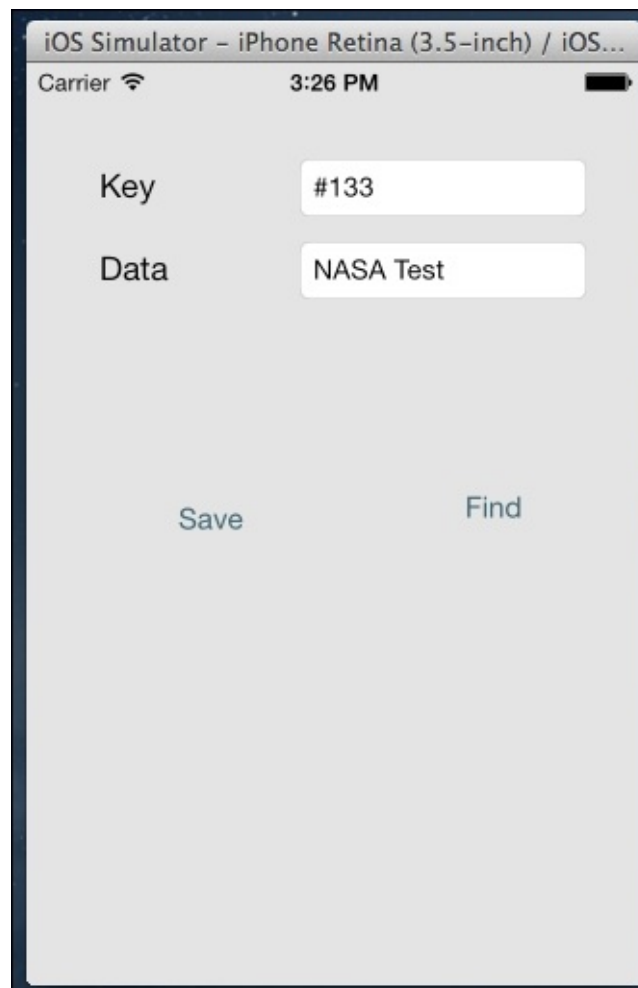 iOS Simulator – iPhone Retina (3.5-inch) / iOS...
Carrier 3:26 PM
Key #133
Data NASA Test
Save Find